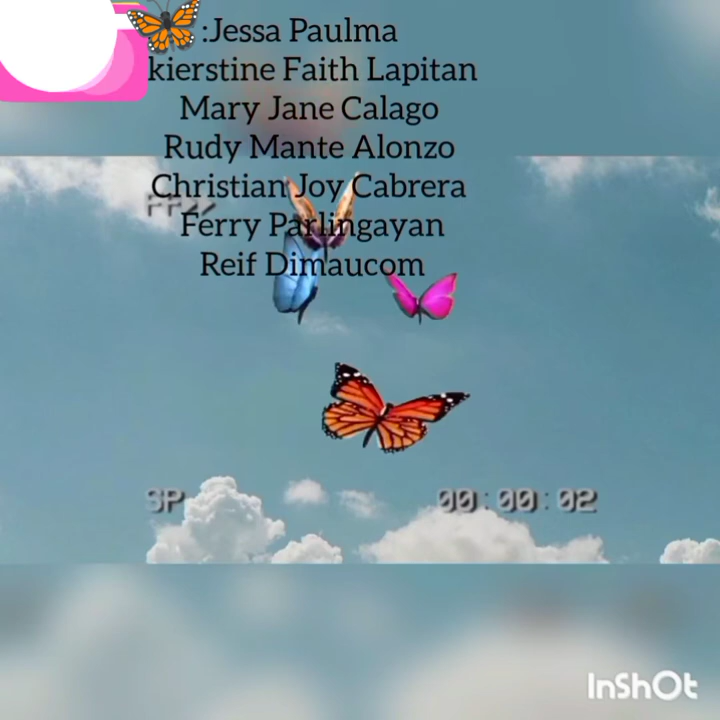 :Jessa Paulma
kierstine Faith Lapitan
Mary Jane Calago
Rudy Mante Alonzo
Christian Joy Cabrera
FF>>
Ferry Parlingayan
Reif Dimaucom
SP 00:00:02
InShOt